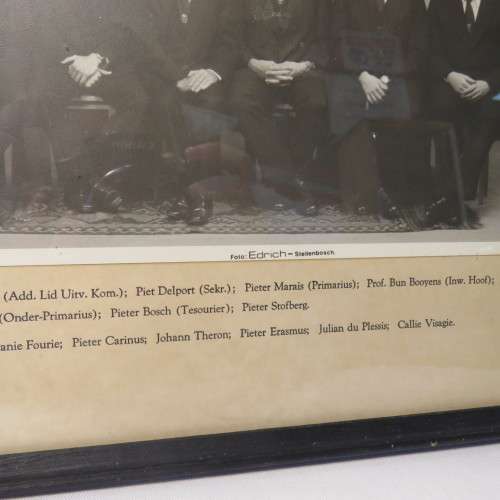 Foto: Edrich - Stellenbosch
(Add. Lid Uitv. Kom.); Piet Delport (Sekr.); Pieter Marais (Primarius); Prof. Bun Booyens (Inw. Hoof);
(Onder-Primarius); Pieter Bosch (Tesourier); Pieter Stofberg.
anie Fourie; Pieter Carinus; Johann Theron; Pieter Erasmus; Julian du Plessis; Callie Visagie.